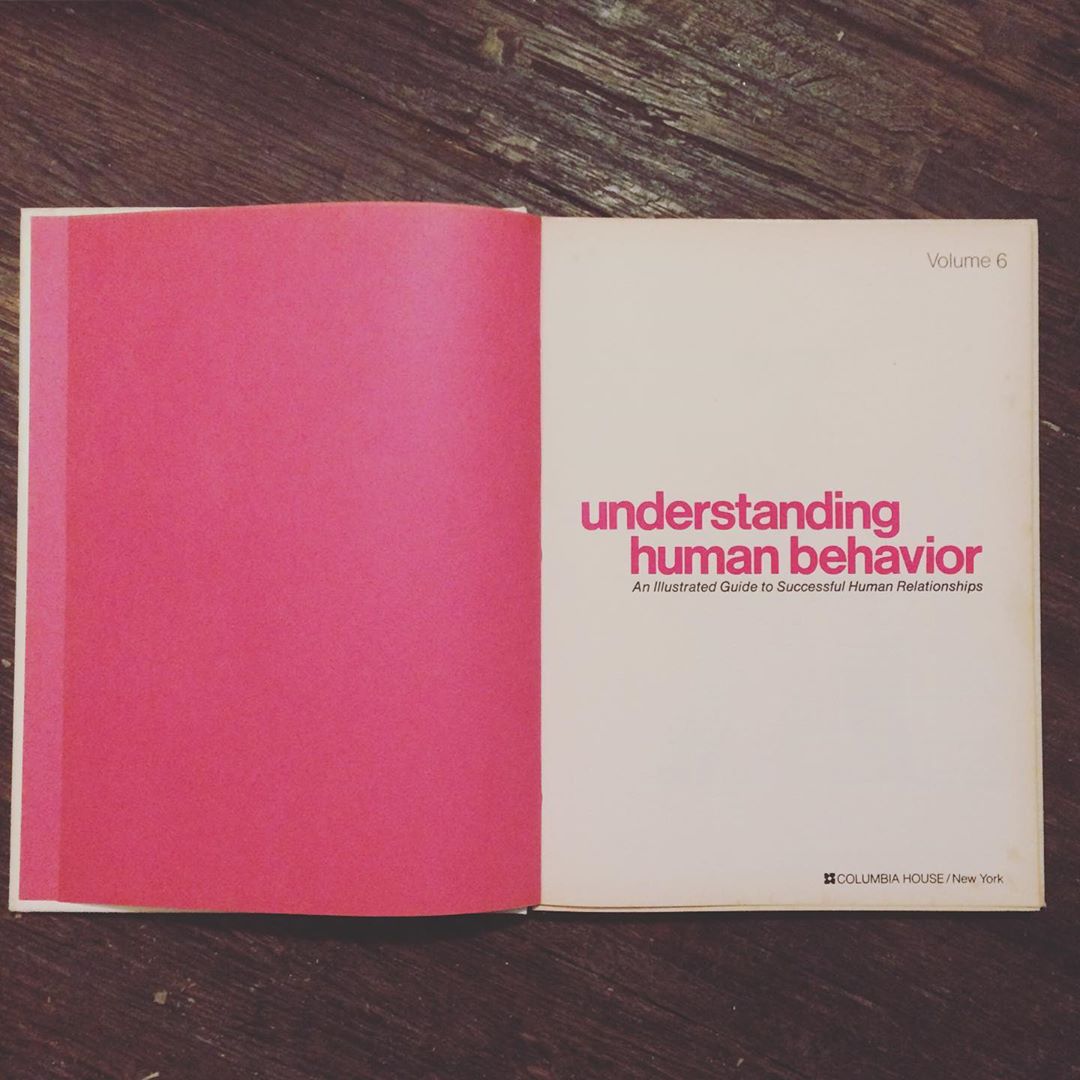 Volume 6
understanding
human behavior
An Illustrated Guide to Successful Human Relationships
COLUMBIA HOUSE/New York